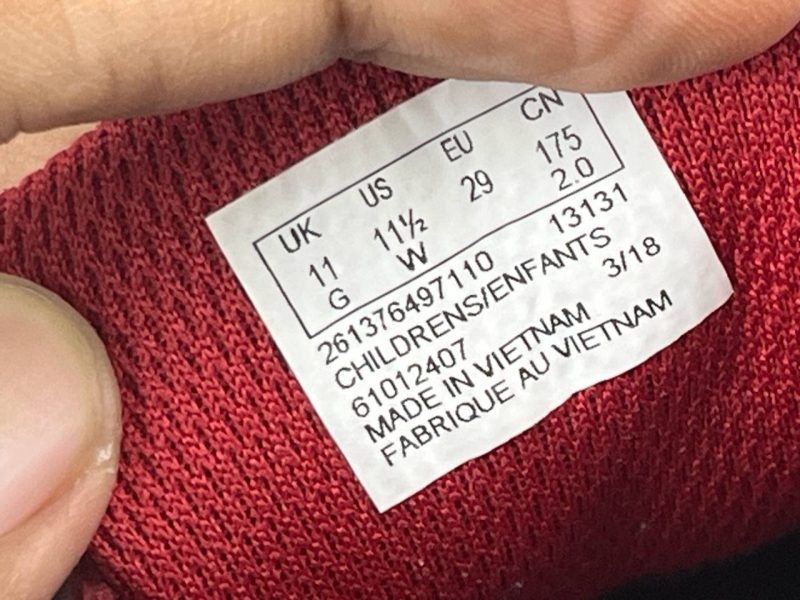 UK US EU CN
11 11½ 29 175
G W 2.0
261376497110 13131
CHILDRENS/ENFANTS
61012407 3/18
MADE IN VIETNAM
FABRIQUE AU VIETNAM